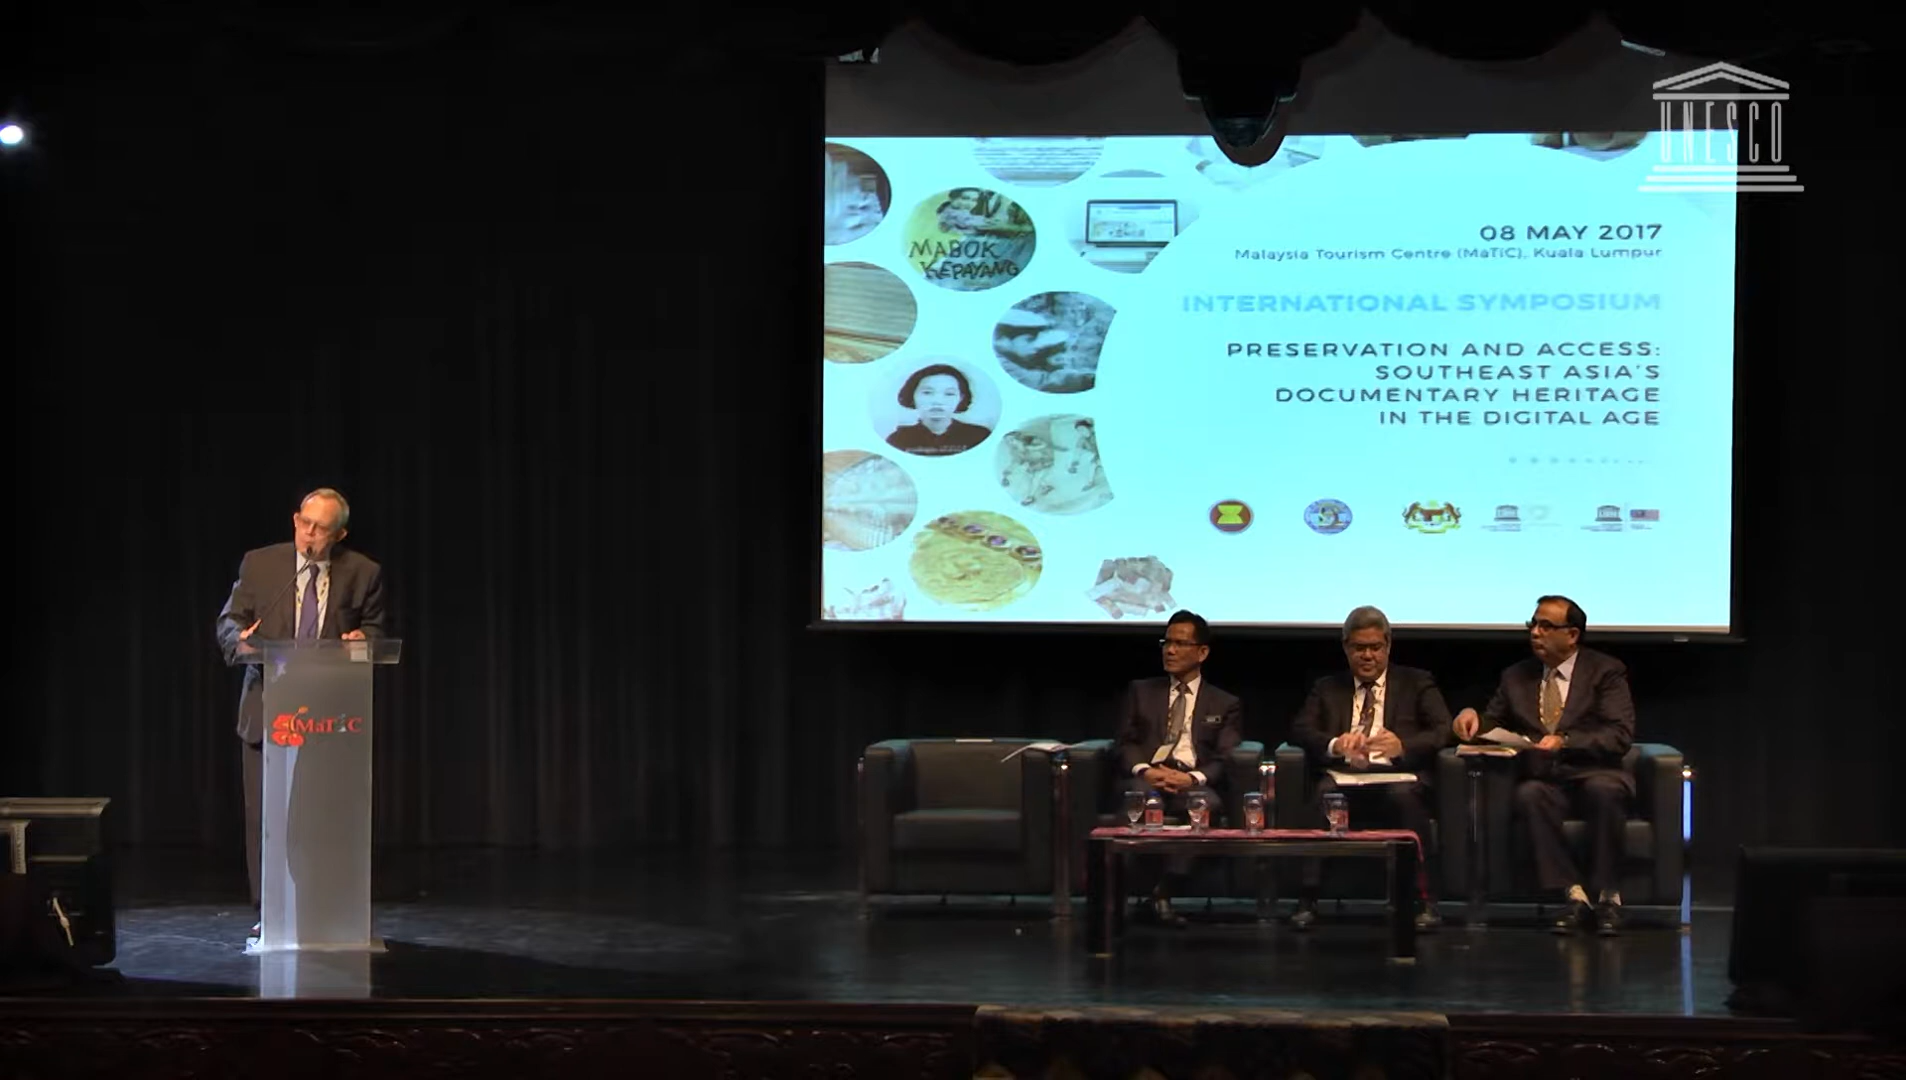 UNESCO
08 MAY 2017
Malaysia Tourism Centre (MaTiC), Kuala Lumpur
MABOK
KEPAYANG
INTERNATIONAL SYMPOSIUM
PRESERVATION AND ACCESS:
SOUTHEAST ASIA'S
DOCUMENTARY HERITAGE
IN THE DIGITAL AGE
MaTiC